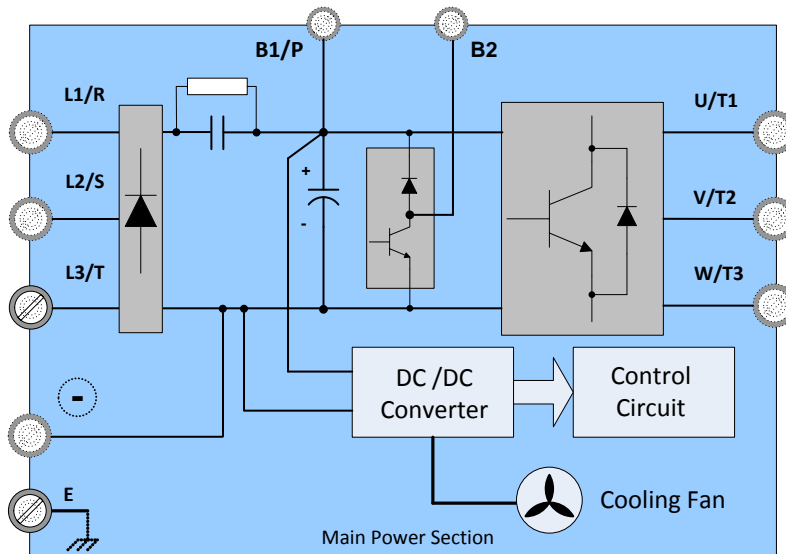 B1/P
B2
L1/R
U/T1
L2/S
+
V/T2
-
L3/T
W/T3
DC /DC
Converter
Control
Circuit
-
E
Cooling Fan
Main Power Section